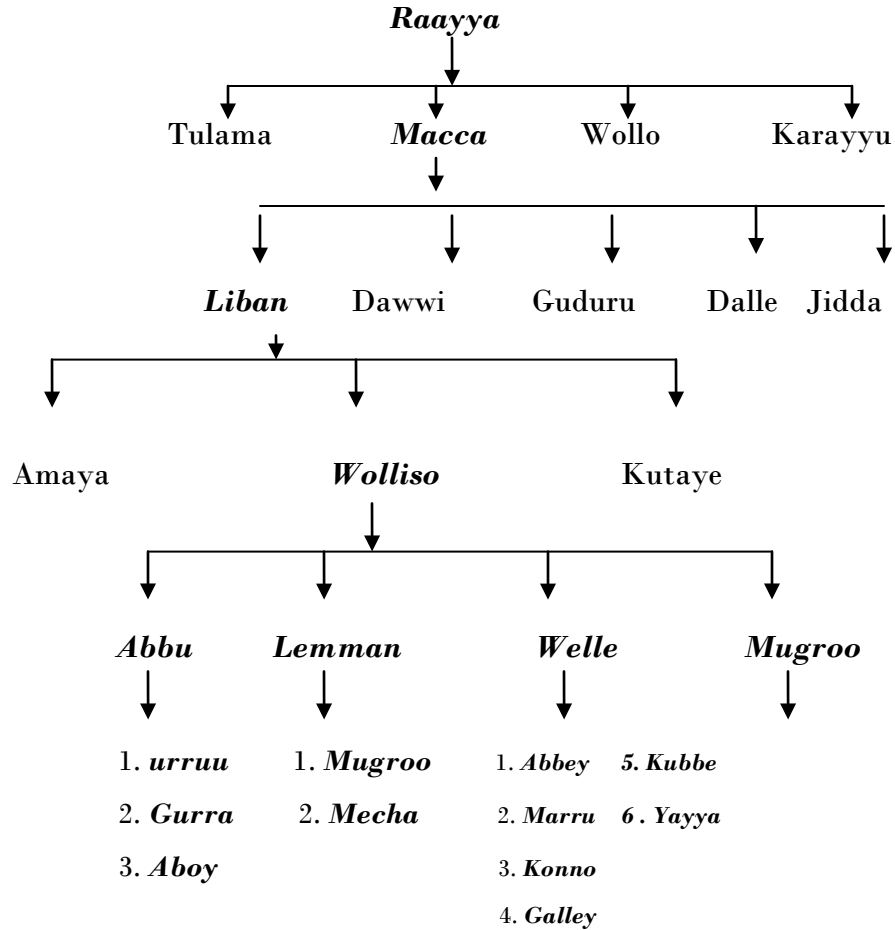 Raayya
Tulama Macca Wollo Karayyu
Liban Dawwi Guduru Dalle Jidda
Amaya Wolliso Kutaye
Abbu Lemman Welle Mugroo
1. urruu 1. Mugroo 1. Abbey 5. Kubbe
2. Gurra 2. Mecha 2. Marru 6 . Yayya
3. Aboy 3. Konno
4. Galley